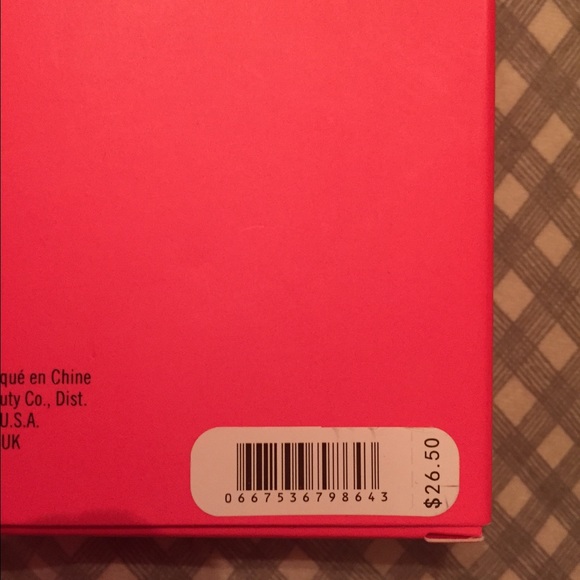 qué en Chine
uty Co., Dist.
U.S.A.
UK
0667536798643
$26.50